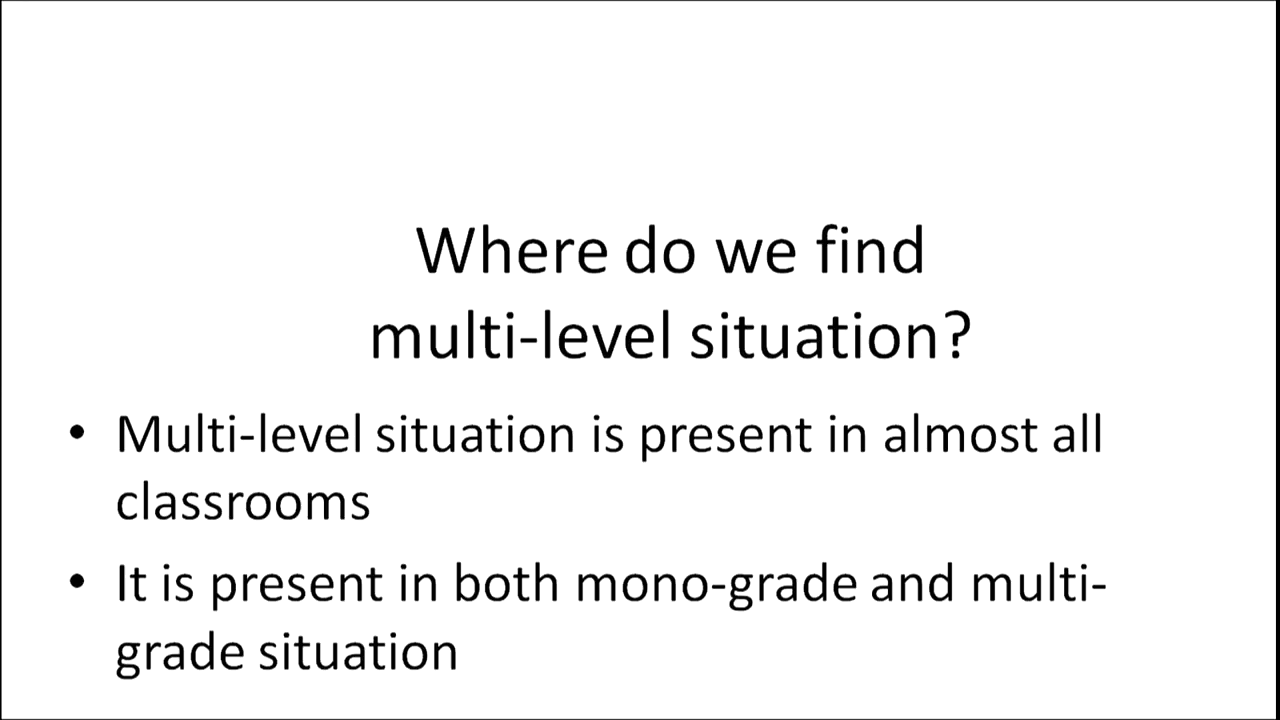 Where do we find
multi-level situation?
• Multi-level situation is present in almost all
classrooms
• It is present in both mono-grade and multi-
grade situation